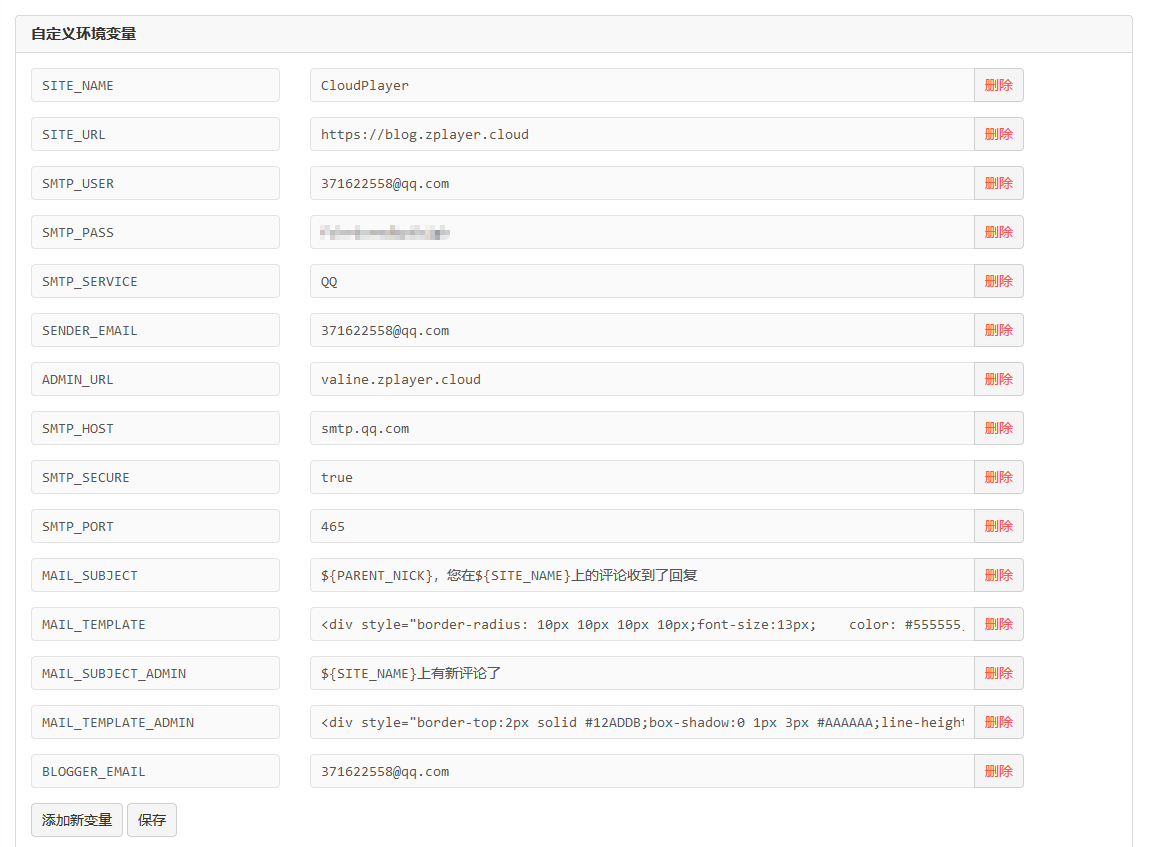 自定义环境变量
SITE_NAME CloudPlayer 删除
SITE_URL https://blog.zplayer.cloud 删除
SMTP_USER 371622558@qq.com 删除
SMTP_PASS 删除
SMTP_SERVICE QQ 删除
SENDER_EMAIL 371622558@qq.com 删除
ADMIN_URL valine.zplayer.cloud 删除
SMTP_HOST smtp.qq.com 删除
SMTP_SECURE true 删除
SMTP_PORT 465 删除
MAIL_SUBJECT ${PARENT_NICK}，您在${SITE_NAME}上的评论收到了回复 删除
MAIL_TEMPLATE <div style="border-radius: 10px 10px 10px 10px;font-size:13px;    color: #555555; 删除
MAIL_SUBJECT_ADMIN ${SITE_NAME}上有新评论了 删除
MAIL_TEMPLATE_ADMIN <div style="border-top:2px solid #12ADDB;box-shadow:0 1px 3px #AAAAAA;line-height 删除
BLOGGER_EMAIL 371622558@qq.com 删除
添加新变量 保存